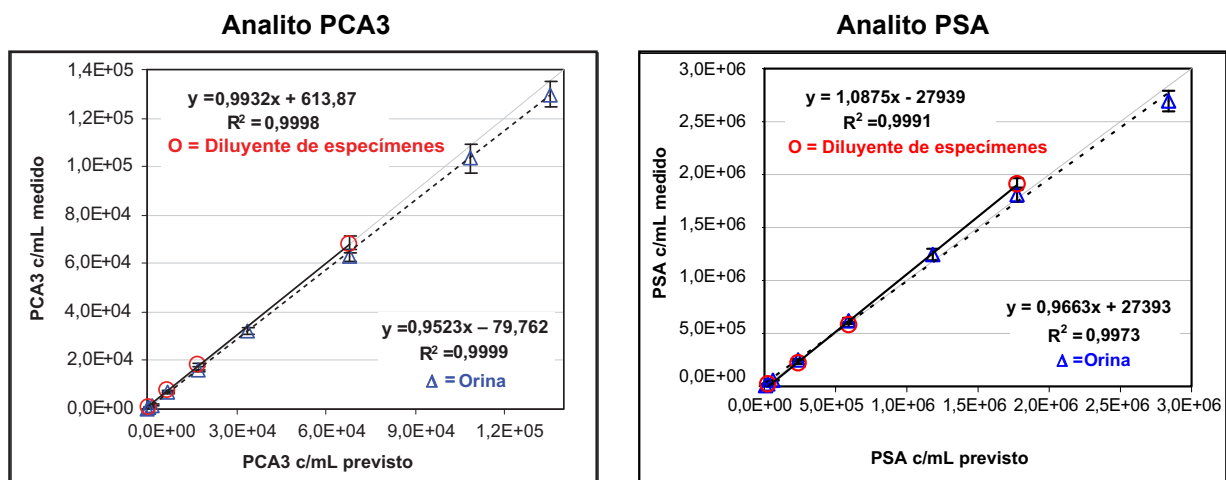 Analito PCA3
1,4E+05
1,2E+05
1,0E+05
8,0E+04
6,0E+04
4,0E+04
2,0E+04
0,0E+00
PCA3 c/mL medido
y =0,9932x + 613,87
R² = 0,9998
O = Diluyente de especímenes
y =0,9523x – 79,762
R² =0,9999
Δ = Orina
0,0E+00 3,0E+04 6,0E+04 9,0E+04 1,2E+05
PCA3 c/mL previsto
Analito PSA
3,0E+06
2,5E+06
2,0E+06
1,5E+06
1,0E+06
5,0E+05
0,0E+00
PSA c/mL medido
y = 1,0875x - 27939
R² =0,9991
O = Diluyente de especímenes
y = 0,9663x + 27393
R² = 0,9973
Δ =Orina
0,0E+00 5,0E+05 1,0E+06 1,5E+06 2,0E+06 2,5E+06 3,0E+06
PSA c/mL previsto